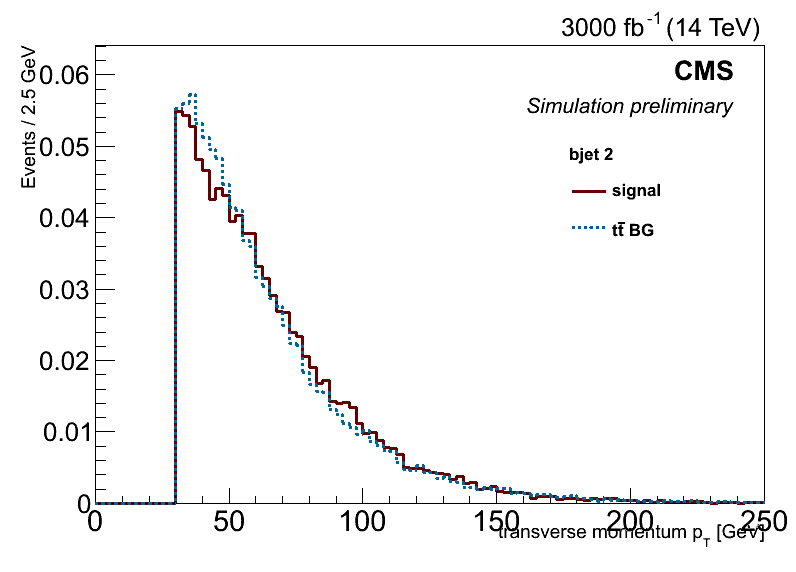 3000 fb⁻¹ (14 TeV)
Events / 2.5 GeV
CMS
Simulation preliminary
bjet 2
signal
tt̄ BG
0.06
0.05
0.04
0.03
0.02
0.01
0
0 50 100 150 200 250
transverse momentum p_T [GeV]